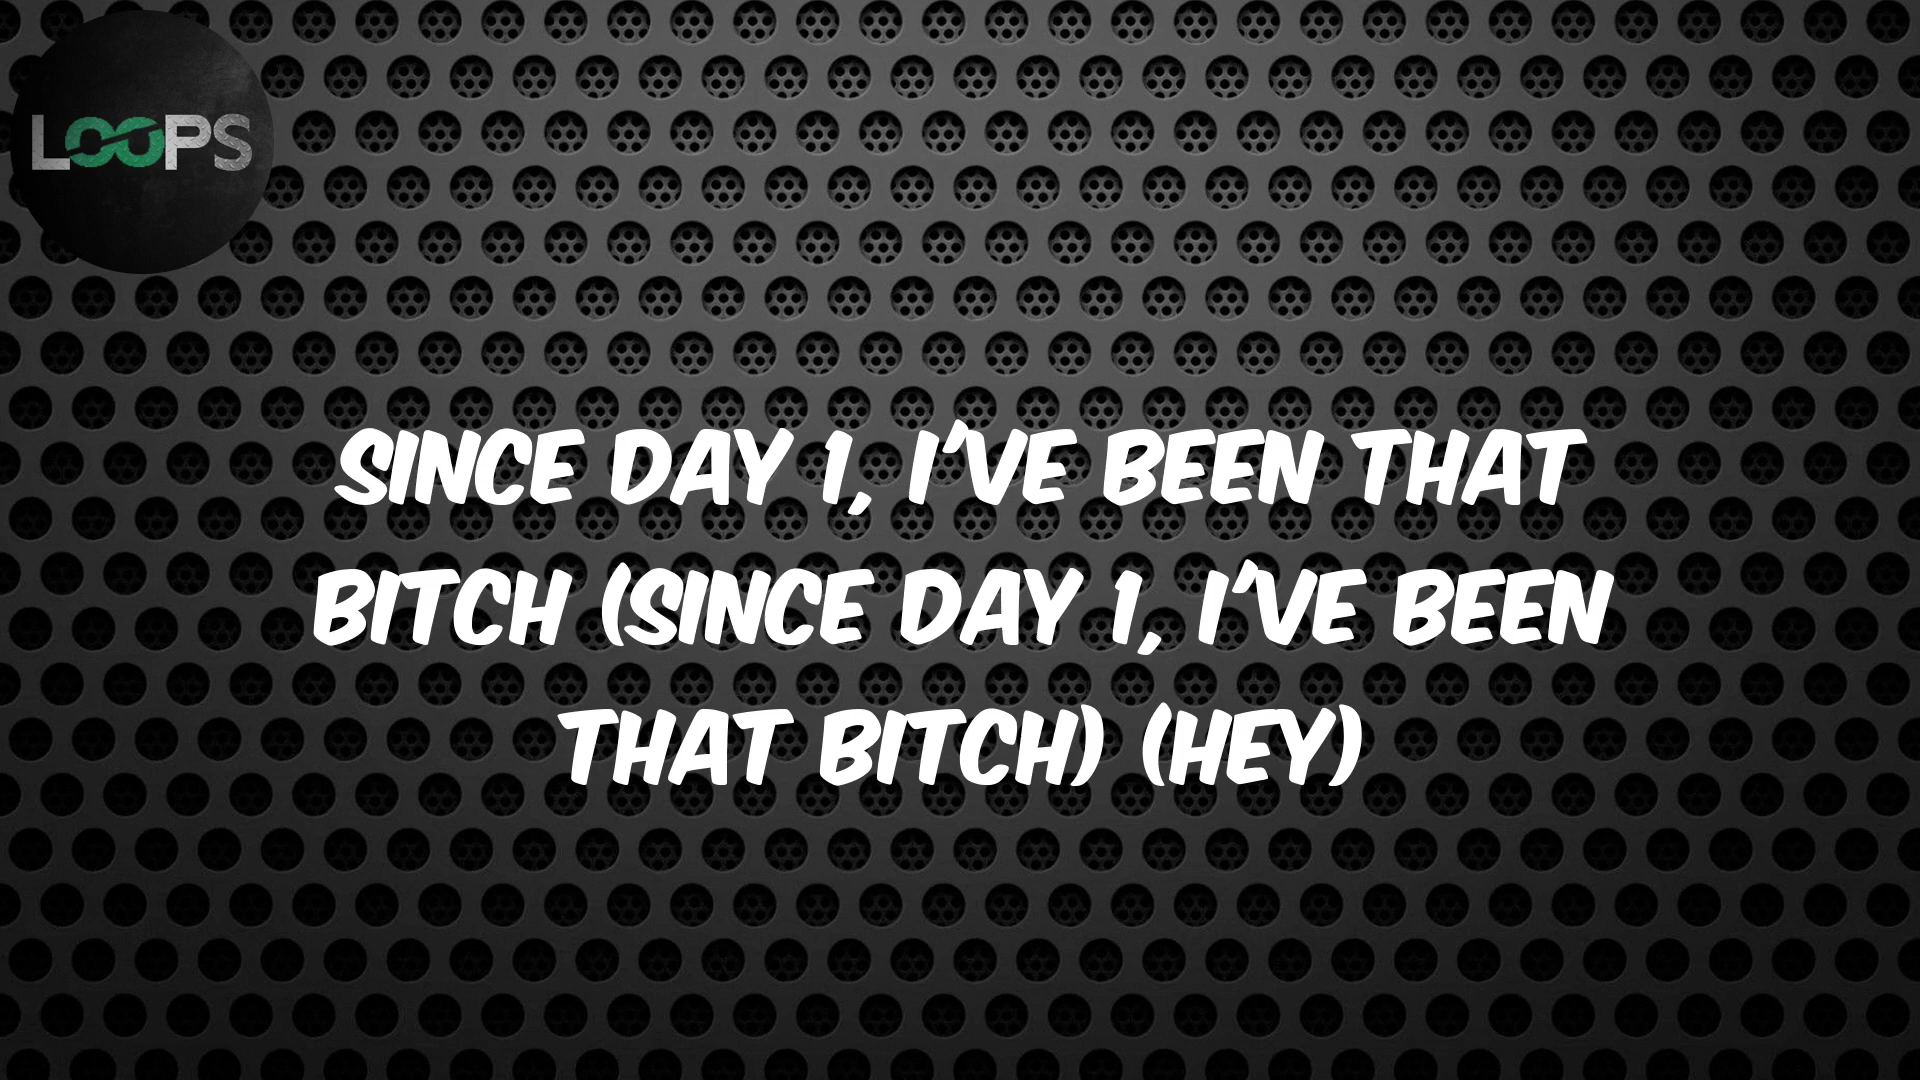 LOOPS
SINCE DAY 1, I'VE BEEN THAT
BITCH (SINCE DAY 1, I'VE BEEN
THAT BITCH) (HEY)